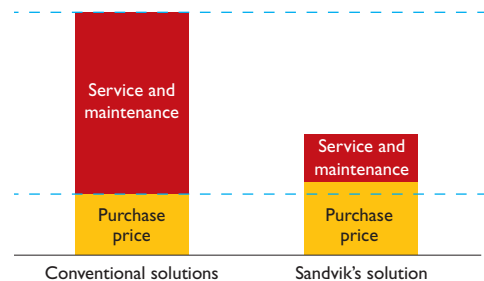 Service and
maintenance
Purchase
price
Conventional solutions
Service and
maintenance
Purchase
price
Sandvik's solution